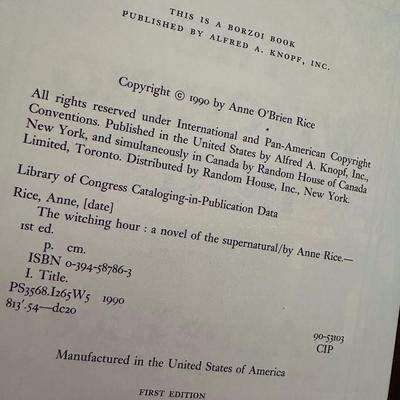 THIS IS A BORZOI BOOK
PUBLISHED BY ALFRED A. KNOPF, INC.
Copyright © 1990 by Anne O'Brien Rice
All rights reserved under International and Pan-American Copyright
Conventions. Published in the United States by Alfred A. Knopf, Inc.,
New York, and simultaneously in Canada by Random House of Canada
Limited, Toronto. Distributed by Random House, Inc., New York.
Library of Congress Cataloging-in-Publication Data
Rice, Anne, [date]
The witching hour : a novel of the supernatural/by Anne Rice.—
1st ed.
p. cm.
ISBN 0-394-58786-3
I. Title.
PS3568.I265W5 1990
813'.54—dc20
90-53103
CIP
Manufactured in the United States of America
FIRST EDITION